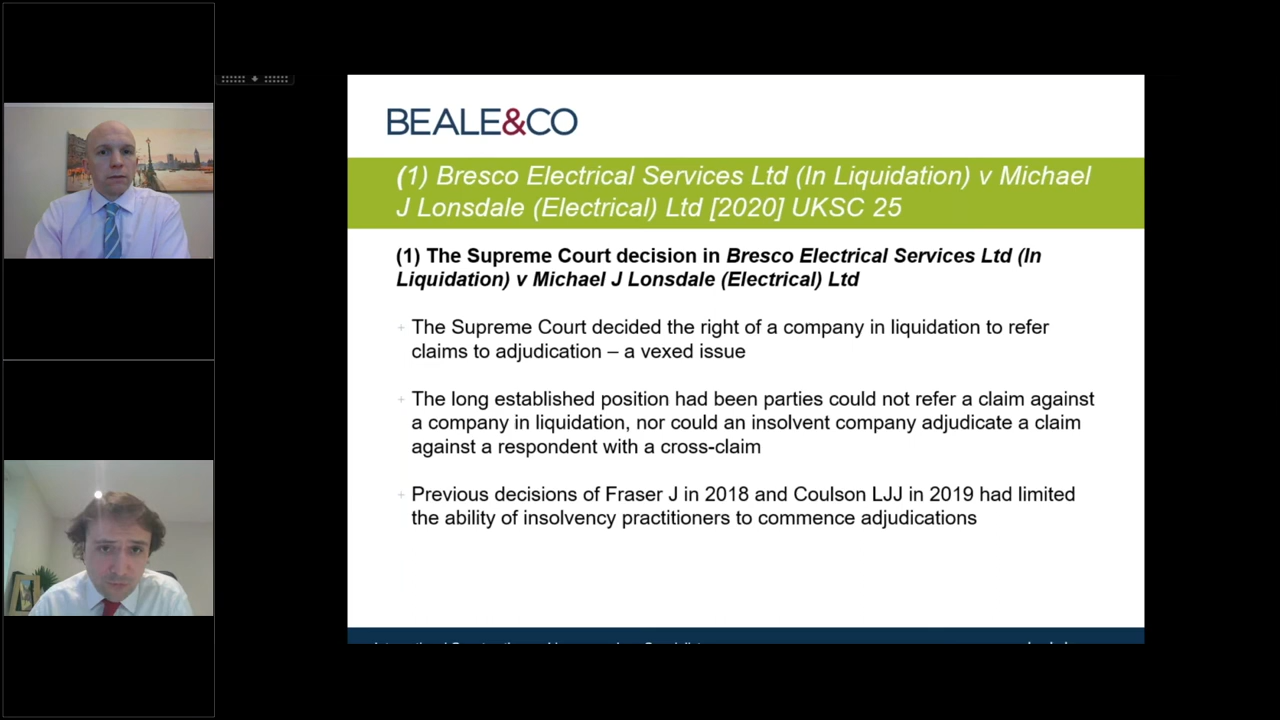 BEALE&CO
(1) Bresco Electrical Services Ltd (In Liquidation) v Michael
J Lonsdale (Electrical) Ltd [2020] UKSC 25
(1) The Supreme Court decision in Bresco Electrical Services Ltd (In
Liquidation) v Michael J Lonsdale (Electrical) Ltd
+ The Supreme Court decided the right of a company in liquidation to refer
claims to adjudication – a vexed issue
+ The long established position had been parties could not refer a claim against
a company in liquidation, nor could an insolvent company adjudicate a claim
against a respondent with a cross-claim
+ Previous decisions of Fraser J in 2018 and Coulson LJJ in 2019 had limited
the ability of insolvency practitioners to commence adjudications